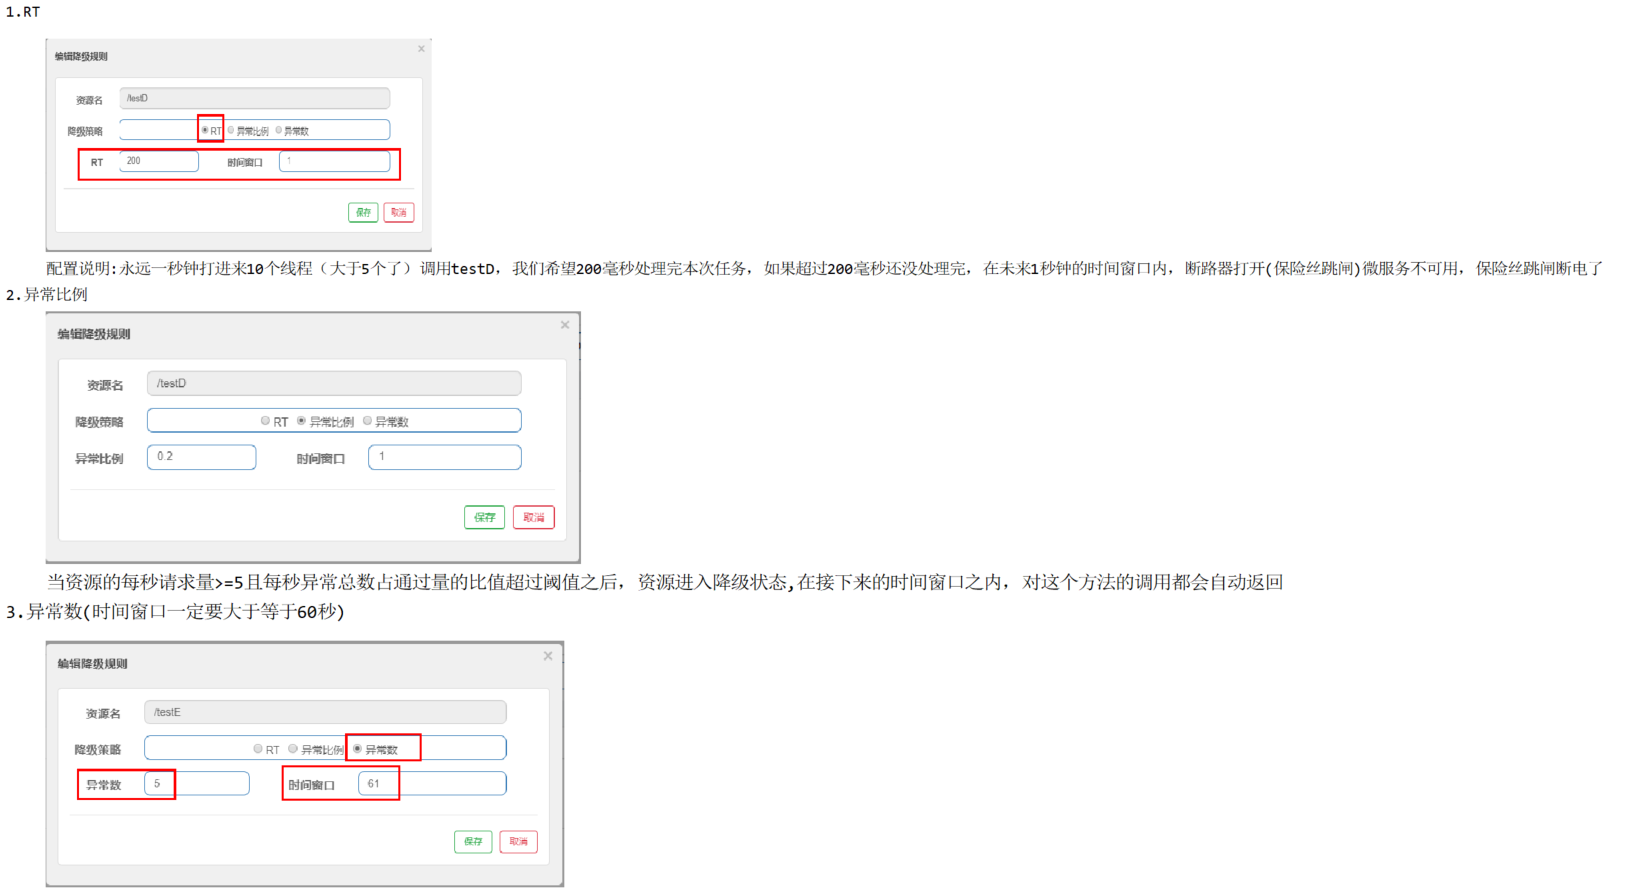 1.RT
编辑降级规则 ×
资源名 /testD
降级策略 RT 异常比例 异常数
RT 200 时间窗口 1
保存 取消
配置说明:永远一秒钟打进来10个线程（大于5个了）调用testD，我们希望200毫秒处理完本次任务，如果超过200毫秒还没处理完，在未来1秒钟的时间窗口内，断路器打开(保险丝跳闸)微服务不可用，保险丝跳闸断电了
2.异常比例
编辑降级规则 ×
资源名 /testD
降级策略 RT 异常比例 异常数
异常比例 0.2 时间窗口 1
保存 取消
当资源的每秒请求量>=5且每秒异常总数占通过量的比值超过阈值之后，资源进入降级状态,在接下来的时间窗口之内，对这个方法的调用都会自动返回
3.异常数(时间窗口一定要大于等于60秒)
编辑降级规则 ×
资源名 /testE
降级策略 RT 异常比例 异常数
异常数 5 时间窗口 61
保存 取消